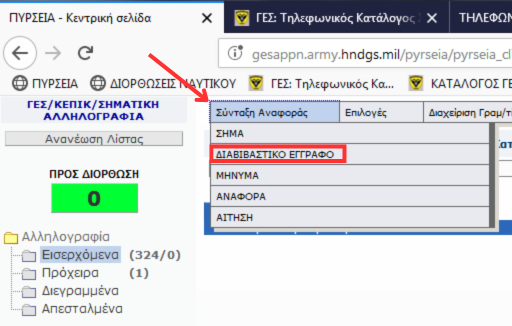 ΠΥΡΣΕΙΑ - Κεντρική σελίδα
ΓΕΣ: Τηλεφωνικός Κατάλογος
ΤΗΛΕΦΩΝ
gesappn.army.hndgs.mil/pyrseia/pyrseia_cl
ΠΥΡΣΕΙΑ
ΔΙΟΡΘΩΣΕΙΣ ΝΑΥΤΙΚΟΥ
ΓΕΣ: Τηλεφωνικός Κα...
ΚΑΤΑΛΟΓΟΣ ΓΕ
ΓΕΣ/ΚΕΠΙΚ/ΣΗΜΑΤΙΚΗ
ΑΛΛΗΛΟΓΡΑΦΙΑ
Ανανέωση Λίστας
ΠΡΟΣ ΔΙΟΡΘΩΣΗ
0
Αλληλογραφία
Εισερχόμενα (324/0)
Πρόχειρα (1)
Διεγραμμένα
Απεσταλμένα
Σύνταξη Αναφοράς
Επιλογές
Διαχείριση Γραμ/τ
ΣΗΜΑ
ΔΙΑΒΙΒΑΣΤΙΚΟ ΕΓΓΡΑΦΟ
ΜΗΝΥΜΑ
ΑΝΑΦΟΡΑ
ΑΙΤΗΣΗ